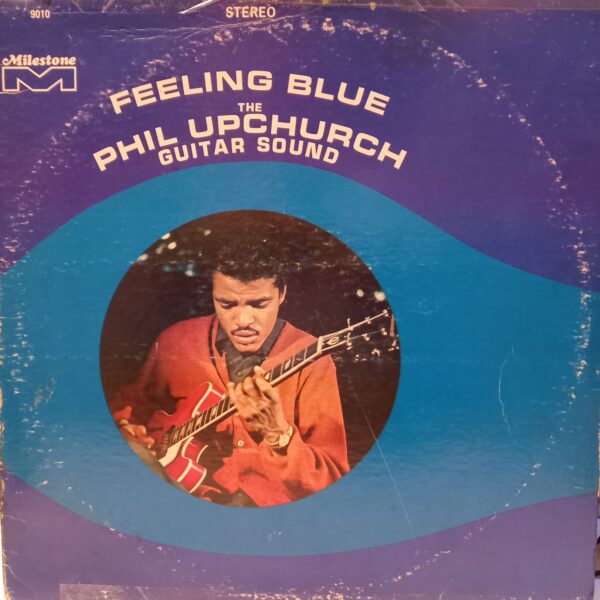 9010
STEREO
Milestone
M
FEELING BLUE
THE
PHIL UPCHURCH
GUITAR SOUND